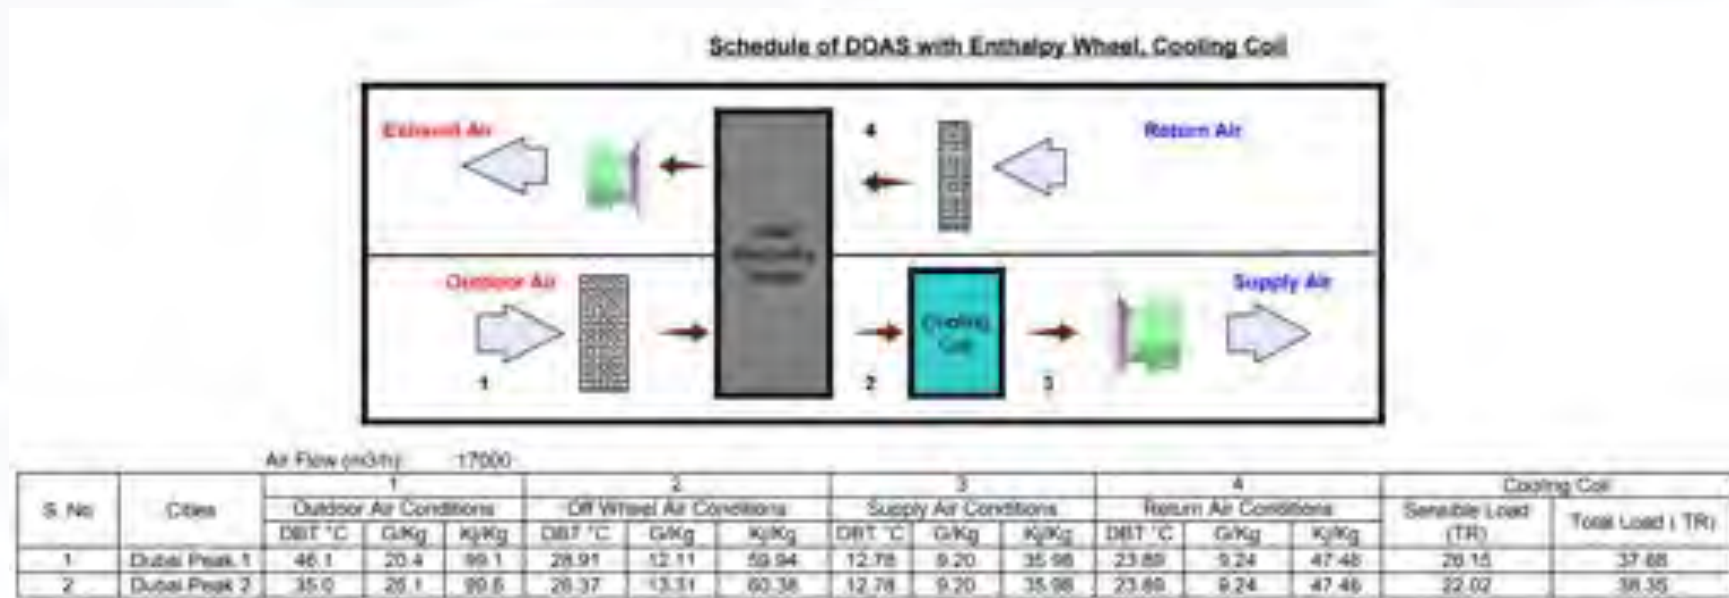 Schedule of DOAS with Enthalpy Wheel, Cooling Coil
Exhaust Air 4 Return Air
Outdoor Air Cooling Coil Supply Air
1 2 3
Air Flow (m3/h) 17000
S. No Cities 1 2 3 4 Cooling Coil
Outdoor Air Conditions Off Wheel Air Conditions Supply Air Conditions Return Air Conditions Sensible Load (TR) Total Load ( TR)
DBT °C G/Kg Kj/Kg DBT °C G/Kg Kj/Kg DBT °C G/Kg Kj/Kg DBT °C G/Kg Kj/Kg
1 Dubai Peak 1 46.1 20.4 99.1 28.91 12.11 59.94 12.78 9.20 35.98 23.89 9.24 47.46 26.15 37.68
2 Dubai Peak 2 35.0 26.37 13.31 60.38 12.78 9.20 35.98 23.89 9.24 47.46 22.02 38.35